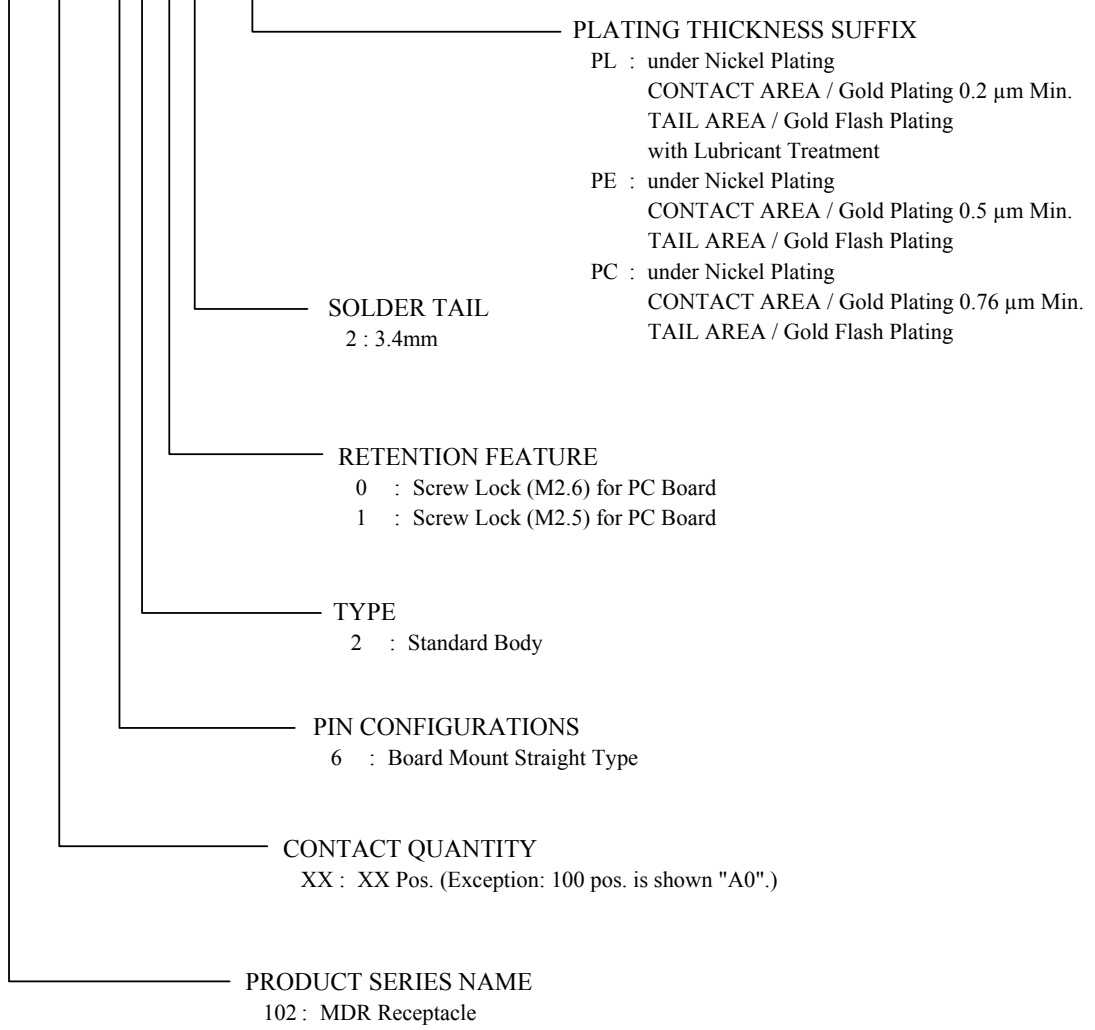 PLATING THICKNESS SUFFIX
PL : under Nickel Plating
CONTACT AREA / Gold Plating 0.2 µm Min.
TAIL AREA / Gold Flash Plating
with Lubricant Treatment
PE : under Nickel Plating
CONTACT AREA / Gold Plating 0.5 µm Min.
TAIL AREA / Gold Flash Plating
PC : under Nickel Plating
CONTACT AREA / Gold Plating 0.76 µm Min.
TAIL AREA / Gold Flash Plating
SOLDER TAIL
2 : 3.4mm
RETENTION FEATURE
0 : Screw Lock (M2.6) for PC Board
1 : Screw Lock (M2.5) for PC Board
TYPE
2 : Standard Body
PIN CONFIGURATIONS
6 : Board Mount Straight Type
CONTACT QUANTITY
XX : XX Pos. (Exception: 100 pos. is shown "A0".)
PRODUCT SERIES NAME
102 : MDR Receptacle